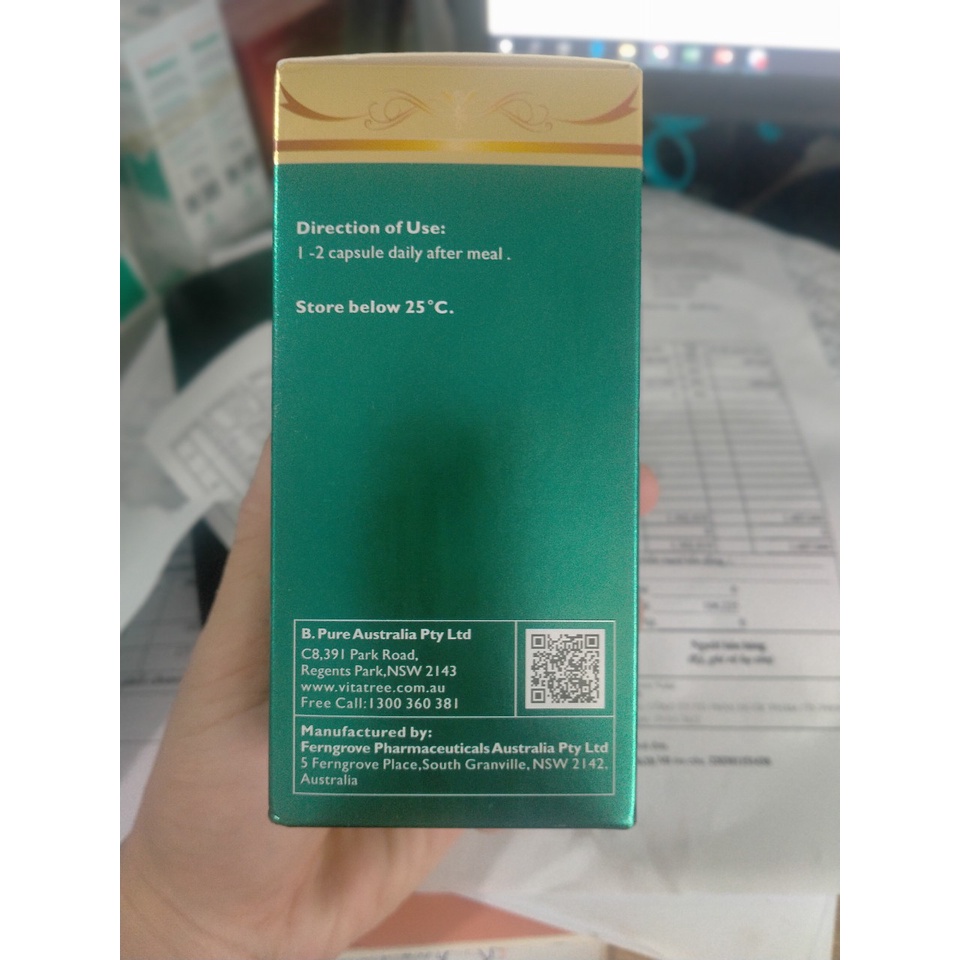 Direction of Use:
1 -2 capsule daily after meal .
Store below 25°C.
B. Pure Australia Pty Ltd
C8,391 Park Road,
Regents Park,NSW 2143
www.vitatree.com.au
Free Call:1300 360 381
Manufactured by:
Ferngrove Pharmaceuticals Australia Pty Ltd
5 Ferngrove Place,South Granville, NSW 2142,
Australia